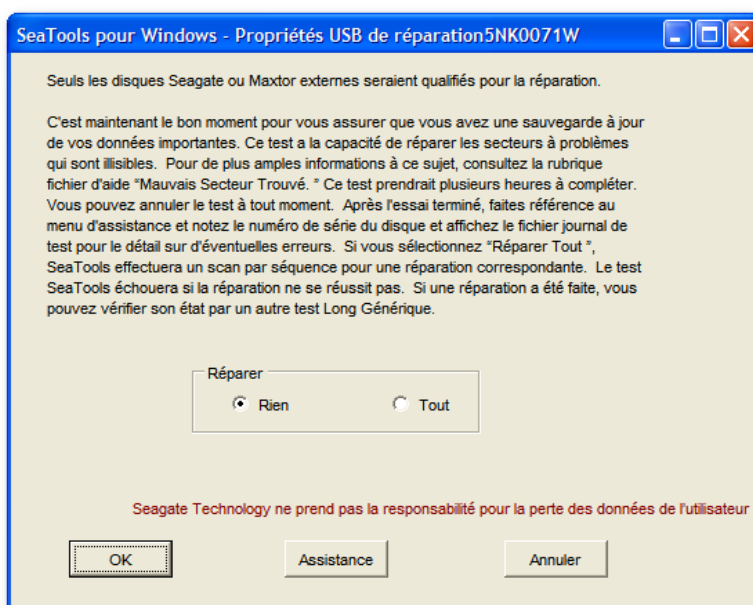 SeaTools pour Windows - Propriétés USB de réparation5NK0071W
Seuls les disques Seagate ou Maxtor externes seraient qualifiés pour la réparation.
C'est maintenant le bon moment pour vous assurer que vous avez une sauvegarde à jour
de vos données importantes. Ce test a la capacité de réparer les secteurs à problèmes
qui sont illisibles. Pour de plus amples informations à ce sujet, consultez la rubrique
fichier d'aide “Mauvais Secteur Trouvé. ” Ce test prendrait plusieurs heures à compléter.
Vous pouvez annuler le test à tout moment. Après l'essai terminé, faites référence au
menu d'assistance et notez le numéro de série du disque et affichez le fichier journal de
test pour le détail sur d'éventuelles erreurs. Si vous sélectionnez “Réparer Tout ”,
SeaTools effectuera un scan par séquence pour une réparation correspondante. Le test
SeaTools échouera si la réparation ne se réussit pas. Si une réparation a été faite, vous
pouvez vérifier son état par un autre test Long Générique.
Réparer
Rien Tout
Seagate Technology ne prend pas la responsabilité pour la perte des données de l'utilisateur
OK Assistance Annuler